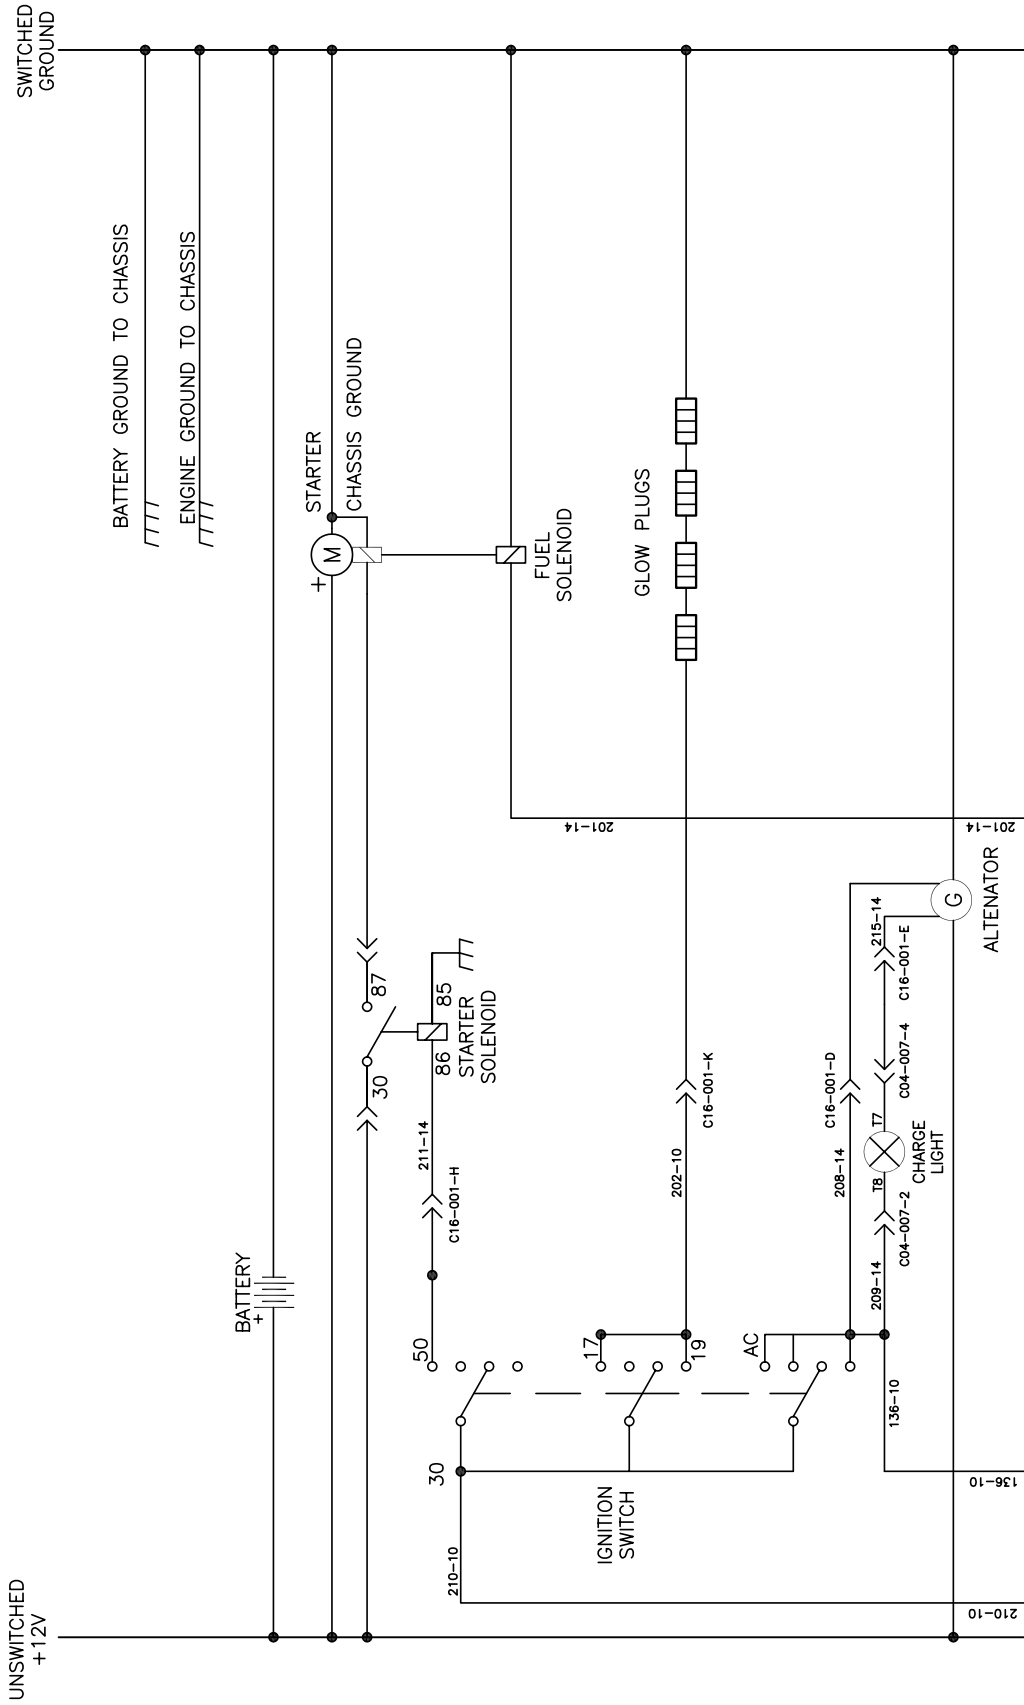 SWITCHED
GROUND
BATTERY GROUND TO CHASSIS
ENGINE GROUND TO CHASSIS
STARTER
CHASSIS GROUND
M
+
FUEL
SOLENOID
GLOW PLUGS
201-14
201-14
ALTENATOR
G
215-14
C16-001-E
87
30
85
86
STARTER
SOLENOID
211-14
C16-001-H
C16-001-K
202-10
C16-001-D
208-14
C04-007-4
T7
CHARGE
LIGHT
T8
C04-007-2
209-14
BATTERY
+
50
17
19
AC
136-10
136-10
30
IGNITION
SWITCH
210-10
210-10
UNSWITCHED
+12V